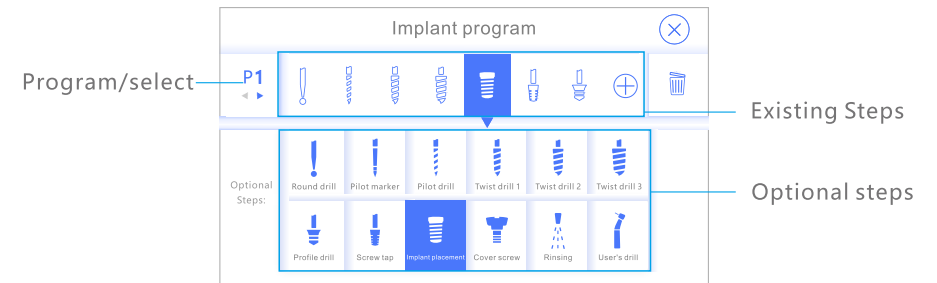 Implant program
Program/select
P1
Existing Steps
Optional
Steps:
Round drill
Pilot marker
Pilot drill
Twist drill 1
Twist drill 2
Twist drill 3
Optional steps
Profile drill
Screw tap
Implant placement
Cover screw
Rinsing
User's drill